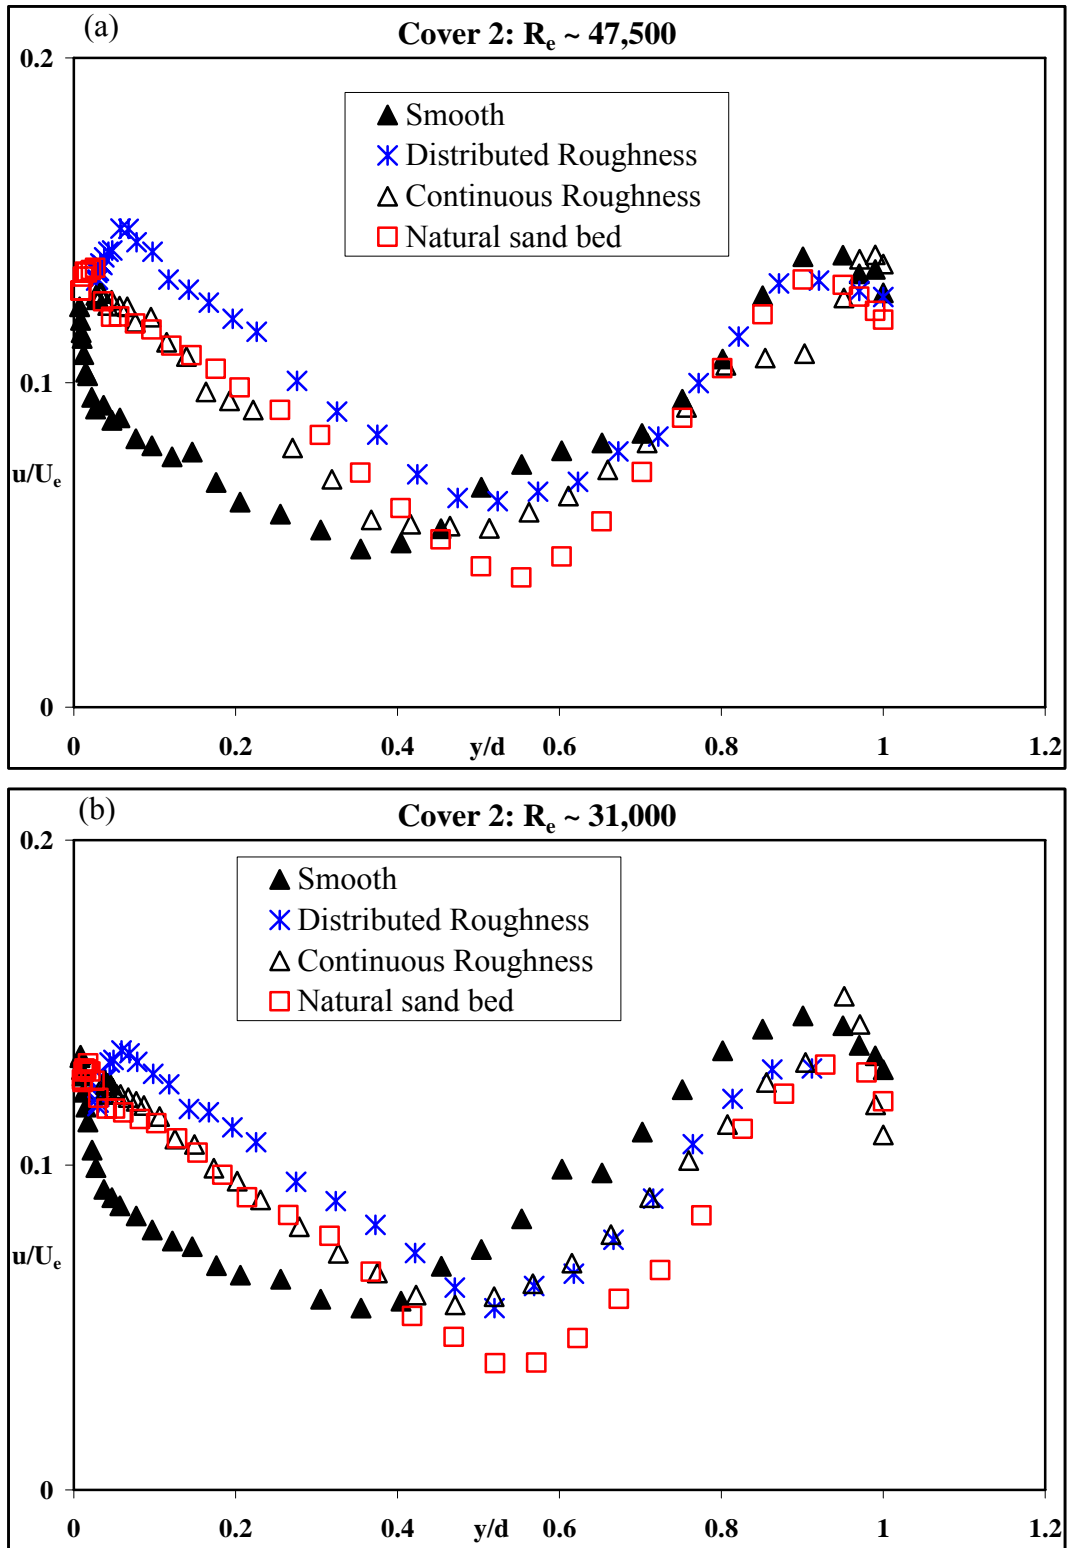 (a)
Cover 2: Re ~ 47,500
0.2
Smooth
Distributed Roughness
Continuous Roughness
Natural sand bed
0.1
u/Ue
0
0 0.2 0.4 y/d 0.6 0.8 1 1.2
(b)
Cover 2: Re ~ 31,000
0.2
Smooth
Distributed Roughness
Continuous Roughness
Natural sand bed
0.1
u/Ue
0
0 0.2 0.4 y/d 0.6 0.8 1 1.2